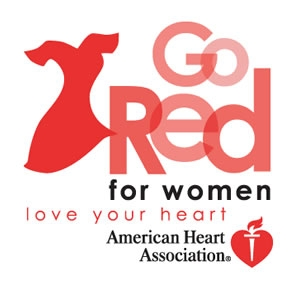 Go
Red
for women
love your heart
American Heart
Association®